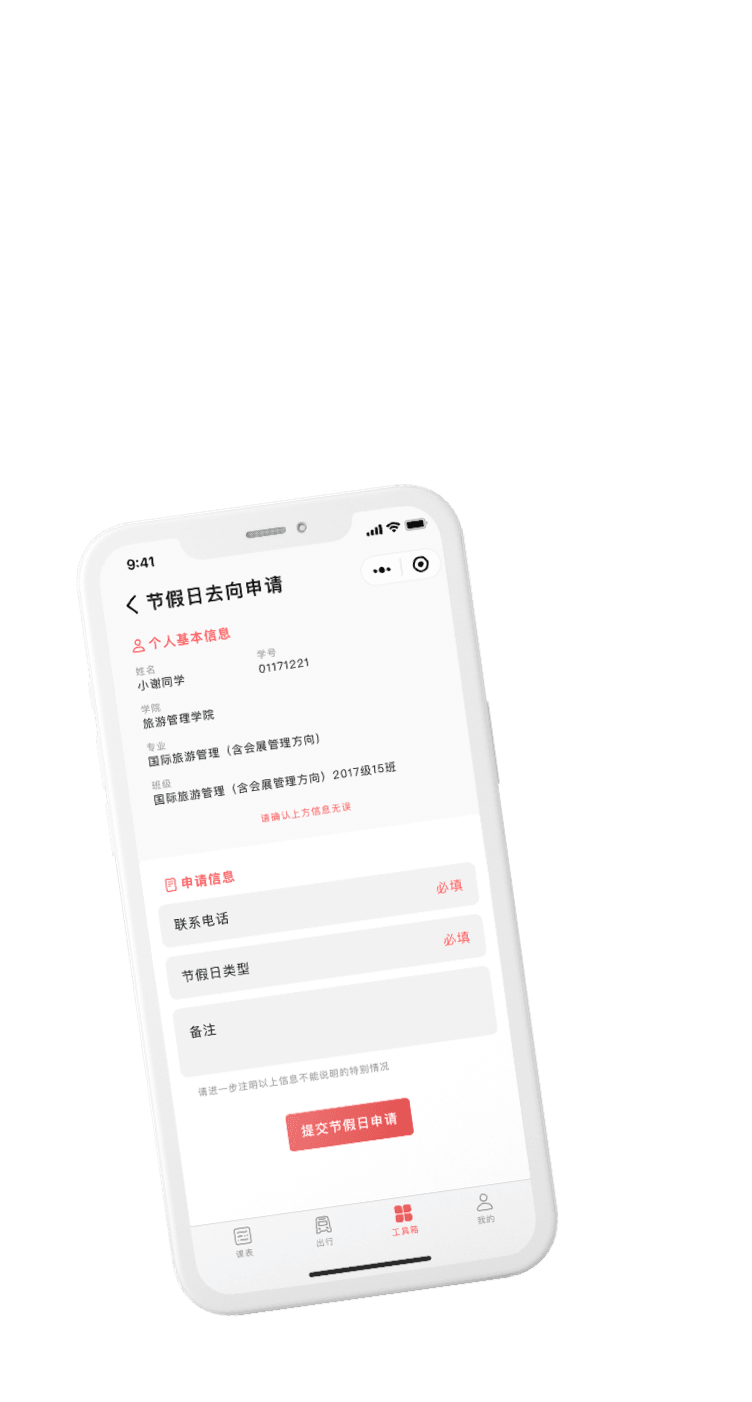 9:41
节假日去向申请
个人基本信息
姓名 学号
小谢同学 01171221
学院
旅游管理学院
专业
国际旅游管理（含会展管理方向）
班级
国际旅游管理（含会展管理方向）2017级15班
请确认上方信息无误
申请信息
联系电话 必填
节假日类型 必填
备注
请进一步注明以上信息不能说明的特别情况
提交节假日申请
课表 出行 工具箱 我的